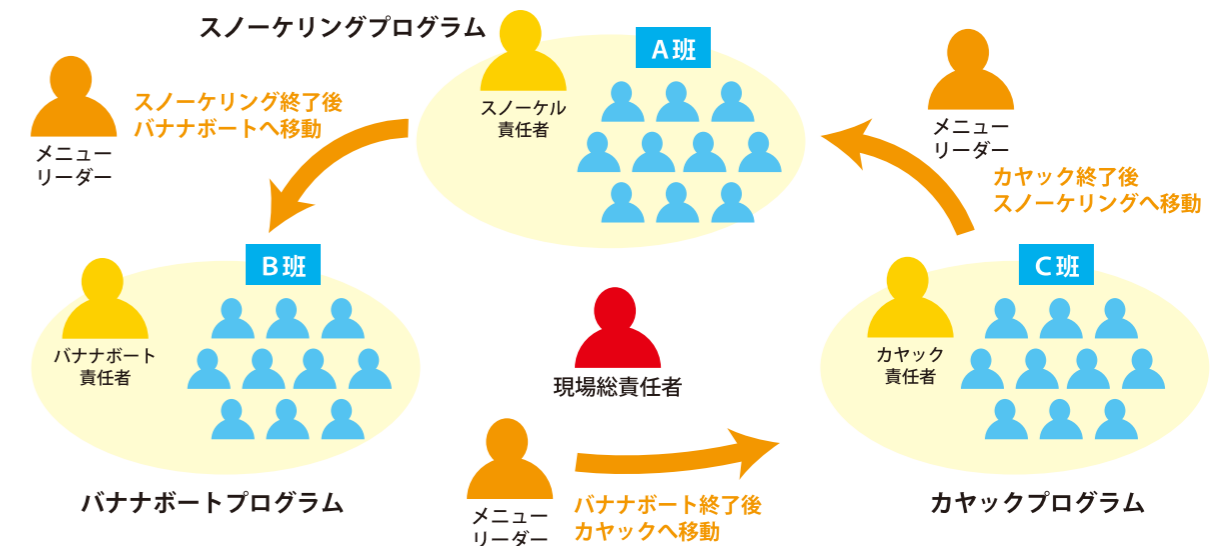 スノーケリングプログラム
A班
スノーケル
責任者
メニュー
リーダー
スノーケリング終了後
バナナボートへ移動
メニュー
リーダー
カヤック終了後
スノーケリングへ移動
B班
バナナボート
責任者
バナナボートプログラム
現場総責任者
C班
カヤック
責任者
カヤックプログラム
メニュー
リーダー
バナナボート終了後
カヤックへ移動